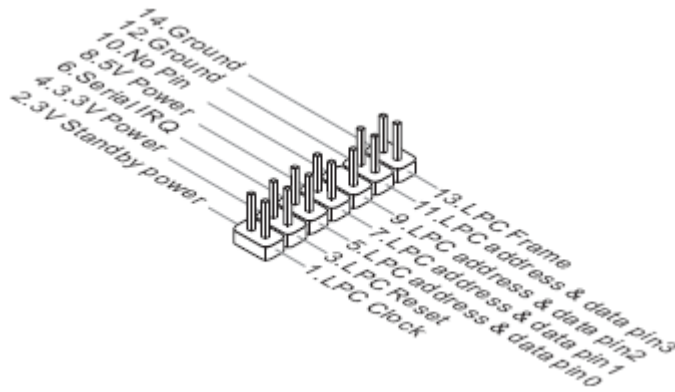 14.Ground
12.Ground
10.No Pin
8.5V Power
6.Serial IRQ
4.3.3V Power
2.3V Standby power
1.LPC Clock
3.LPC Reset
5.LPC address & data pin0
7.LPC address & data pin1
9.LPC address & data pin2
11.LPC address & data pin3
13 LPC Frame